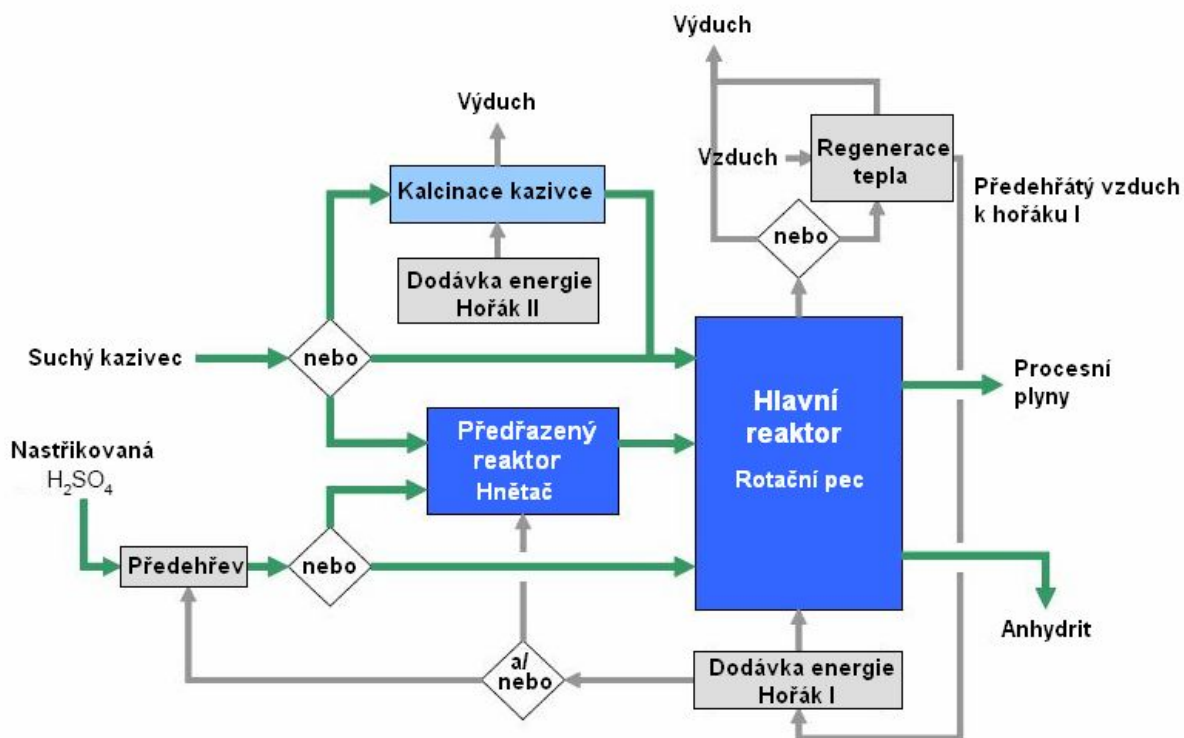 Výduch
Výduch
Kalcinace kazivce
Vzduch
Regenerace
tepla
Předehřátý vzduch
k hořáku I
nebo
Dodávka energie
Hořák II
Suchý kazivec
nebo
Procesní
plyny
Hlavní
reaktor
Rotační pec
Předřazený
reaktor
Hnětač
Nastřikovaná
H₂SO₄
Předehřev
nebo
Anhydrit
a/
nebo
Dodávka energie
Hořák I